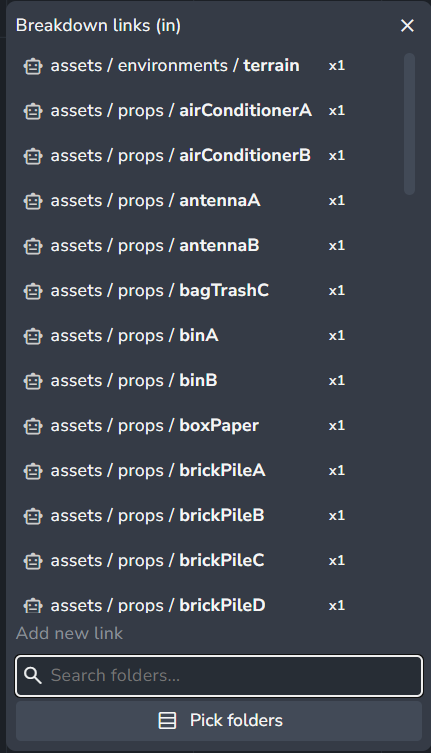 Breakdown links (in)
assets / environments / terrain x1
assets / props / airConditionerA x1
assets / props / airConditionerB x1
assets / props / antennaA x1
assets / props / antennaB x1
assets / props / bagTrashC x1
assets / props / binA x1
assets / props / binB x1
assets / props / boxPaper x1
assets / props / brickPileA x1
assets / props / brickPileB x1
assets / props / brickPileC x1
assets / props / brickPileD x1
Add new link
Search folders...
Pick folders